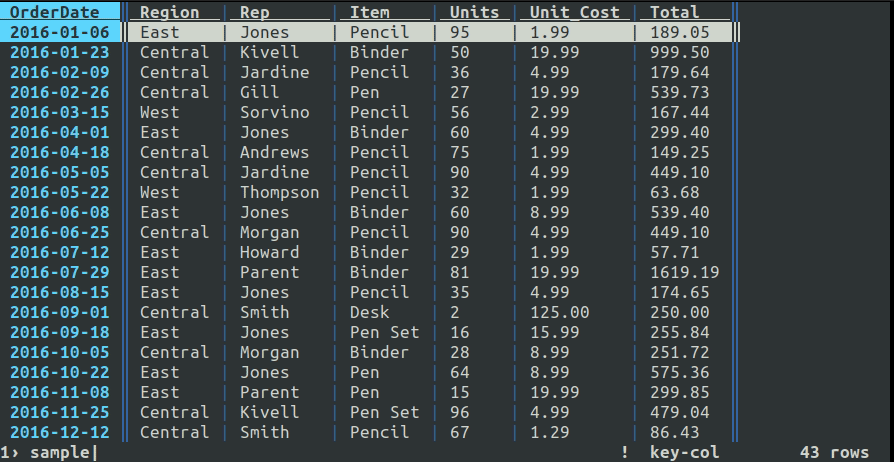 OrderDate Region | Rep | Item | Units | Unit_Cost | Total
2016-01-06 ‖ East | Jones | Pencil | 95 | 1.99 | 189.05 ‖
2016-01-23 ‖ Central | Kivell | Binder | 50 | 19.99 | 999.50 ‖
2016-02-09 ‖ Central | Jardine | Pencil | 36 | 4.99 | 179.64 ‖
2016-02-26 ‖ Central | Gill | Pen | 27 | 19.99 | 539.73 ‖
2016-03-15 ‖ West | Sorvino | Pencil | 56 | 2.99 | 167.44 ‖
2016-04-01 ‖ East | Jones | Binder | 60 | 4.99 | 299.40 ‖
2016-04-18 ‖ Central | Andrews | Pencil | 75 | 1.99 | 149.25 ‖
2016-05-05 ‖ Central | Jardine | Pencil | 90 | 4.99 | 449.10 ‖
2016-05-22 ‖ West | Thompson | Pencil | 32 | 1.99 | 63.68 ‖
2016-06-08 ‖ East | Jones | Binder | 60 | 8.99 | 539.40 ‖
2016-06-25 ‖ Central | Morgan | Pencil | 90 | 4.99 | 449.10 ‖
2016-07-12 ‖ East | Howard | Binder | 29 | 1.99 | 57.71 ‖
2016-07-29 ‖ East | Parent | Binder | 81 | 19.99 | 1619.19 ‖
2016-08-15 ‖ East | Jones | Pencil | 35 | 4.99 | 174.65 ‖
2016-09-01 ‖ Central | Smith | Desk | 2 | 125.00 | 250.00 ‖
2016-09-18 ‖ East | Jones | Pen Set | 16 | 15.99 | 255.84 ‖
2016-10-05 ‖ Central | Morgan | Binder | 28 | 8.99 | 251.72 ‖
2016-10-22 ‖ East | Jones | Pen | 64 | 8.99 | 575.36 ‖
2016-11-08 ‖ East | Parent | Pen | 15 | 19.99 | 299.85 ‖
2016-11-25 ‖ Central | Kivell | Pen Set | 96 | 4.99 | 479.04 ‖
2016-12-12 ‖ Central | Smith | Pencil | 67 | 1.29 | 86.43 ‖
1› sample| ! key-col 43 rows